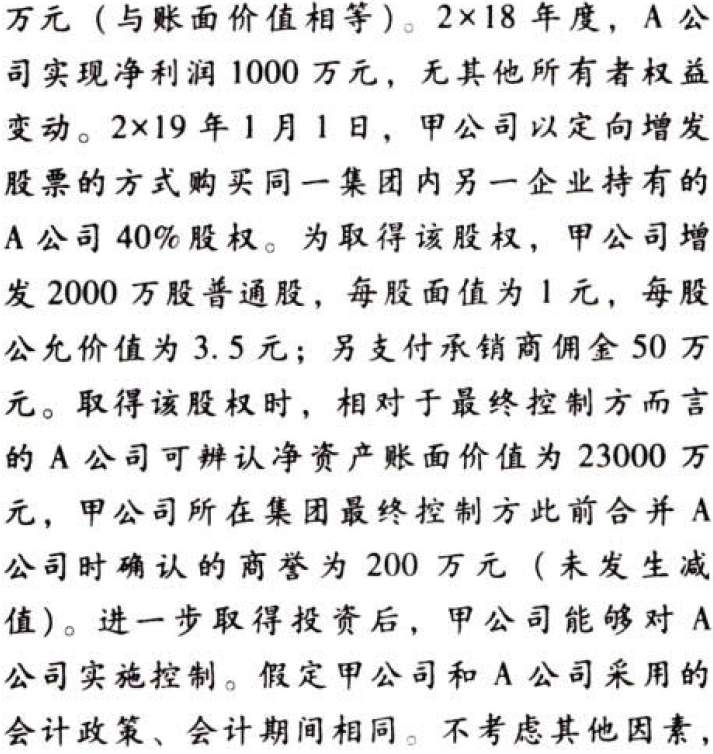 万元（与账面价值相等）。2×18 年度，A 公
司实现净利润 1000 万元，无其他所有者权益
变动。2×19 年 1 月 1 日，甲公司以定向增发
股票的方式购买同一集团内另一企业持有的
A 公司 40%股权。为取得该股权，甲公司增
发 2000 万股普通股，每股面值为 1 元，每股
公允价值为 3. 5 元；另支付承销商佣金 50 万
元。取得该股权时，相对于最终控制方而言
的 A 公司可辨认净资产账面价值为 23000 万
元，甲公司所在集团最终控制方此前合并 A
公司时确认的商誉为 200 万元（未发生减
值）。进一步取得投资后，甲公司能够对 A
公司实施控制。假定甲公司和 A 公司采用的
会计政策、会计期间相同。不考虑其他因素，